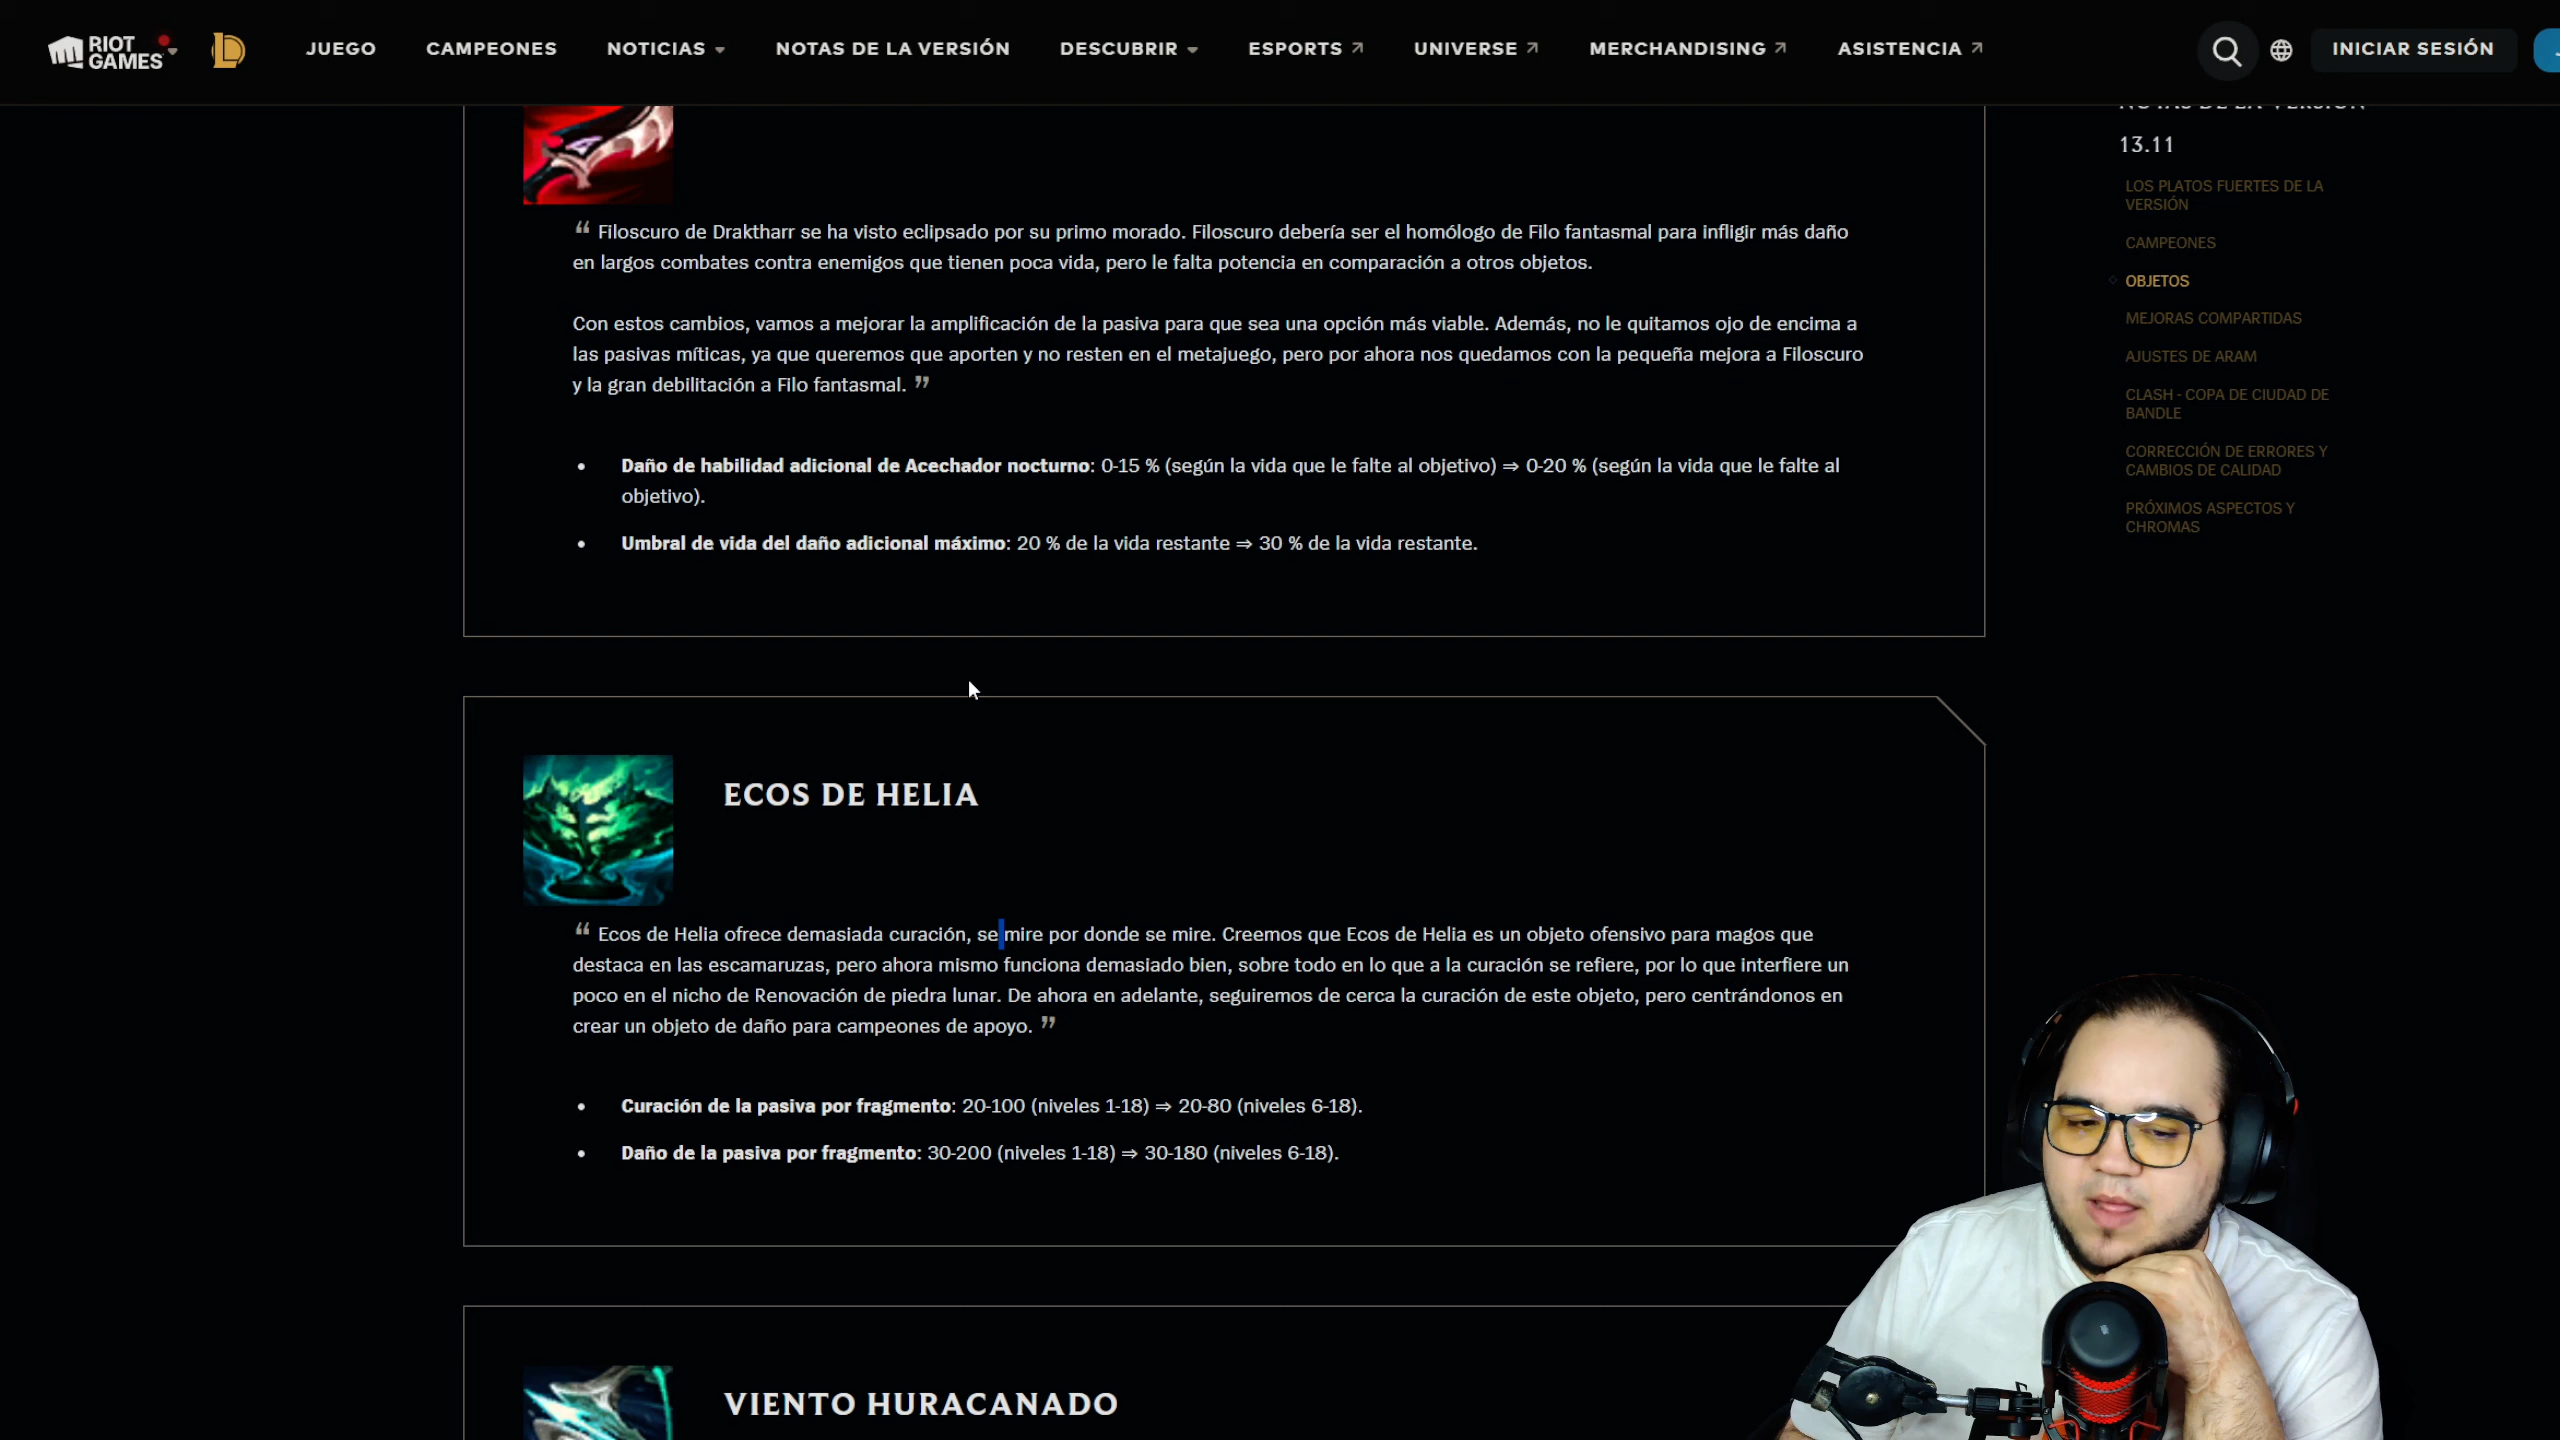 RIOT GAMES
JUEGO
CAMPEONES
NOTICIAS
NOTAS DE LA VERSIÓN
DESCUBRIR
ESPORTS
UNIVERSE
MERCHANDISING
ASISTENCIA
INICIAR SESIÓN
“ Filoscuro de Draktharr se ha visto eclipsado por su primo morado. Filoscuro debería ser el homólogo de Filo fantasmal para infligir más daño
en largos combates contra enemigos que tienen poca vida, pero le falta potencia en comparación a otros objetos.
Con estos cambios, vamos a mejorar la amplificación de la pasiva para que sea una opción más viable. Además, no le quitamos ojo de encima a
las pasivas míticas, ya que queremos que aporten y no resten en el metajuego, pero por ahora nos quedamos con la pequeña mejora a Filoscuro
y la gran debilitación a Filo fantasmal. ”
• Daño de habilidad adicional de Acechador nocturno: 0-15 % (según la vida que le falte al objetivo) ⇒ 0-20 % (según la vida que le falte al
objetivo).
• Umbral de vida del daño adicional máximo: 20 % de la vida restante ⇒ 30 % de la vida restante.
ECOS DE HELIA
“ Ecos de Helia ofrece demasiada curación, se mire por donde se mire. Creemos que Ecos de Helia es un objeto ofensivo para magos que
destaca en las escamaruzas, pero ahora mismo funciona demasiado bien, sobre todo en lo que a la curación se refiere, por lo que interfiere un
poco en el nicho de Renovación de piedra lunar. De ahora en adelante, seguiremos de cerca la curación de este objeto, pero centrándonos en
crear un objeto de daño para campeones de apoyo. ”
• Curación de la pasiva por fragmento: 20-100 (niveles 1-18) ⇒ 20-80 (niveles 6-18).
• Daño de la pasiva por fragmento: 30-200 (niveles 1-18) ⇒ 30-180 (niveles 6-18).
VIENTO HURACANADO
NOTAS DE LA VERSIÓN
13.11
LOS PLATOS FUERTES DE LA
VERSIÓN
CAMPEONES
OBJETOS
MEJORAS COMPARTIDAS
AJUSTES DE ARAM
CLASH - COPA DE CIUDAD DE
BANDLE
CORRECCIÓN DE ERRORES Y
CAMBIOS DE CALIDAD
PRÓXIMOS ASPECTOS Y
CHROMAS